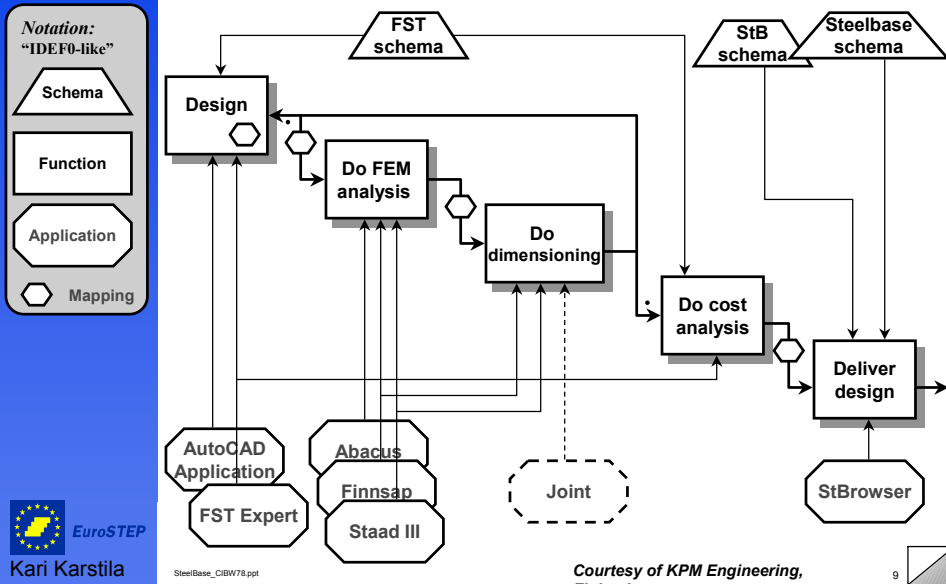 Notation:
"IDEF0-like"
Schema
Function
Application
Mapping
FST
schema
StB
schema
Steelbase
schema
Design
Do FEM
analysis
Do
dimensioning
Do cost
analysis
Deliver
design
AutoCAD
Application
FST Expert
Abacus
Finnsap
Staad III
Joint
StBrowser
EuroSTEP
Kari Karstila
SteelBase_CIBW78.ppt
Courtesy of KPM Engineering,
9